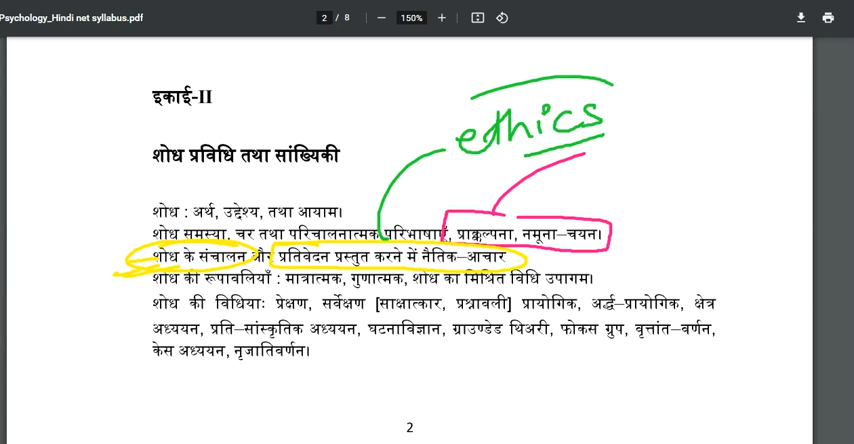 Psychology_Hindi net syllabus.pdf 2 / 8 150%
इकाई-II
ethics
शोध प्रविधि तथा सांख्यिकी
शोध : अर्थ, उद्देश्य, तथा आयाम।
शोध समस्या, चर तथा परिचालनात्मक परिभाषाएँ, प्राक्कल्पना, नमूना–चयन।
शोध के संचालन और प्रतिवेदन प्रस्तुत करने में नैतिक–आचार
शोध की रूपावलियाँ : मात्रात्मक, गुणात्मक, शोध का मिश्रित विधि उपागम।
शोध की विधियाः प्रेक्षण, सर्वेक्षण [साक्षात्कार, प्रश्नावली] प्रायोगिक, अर्द्ध–प्रायोगिक, क्षेत्र
अध्ययन, प्रति–सांस्कृतिक अध्ययन, घटनाविज्ञान, ग्राउण्डेड थिअरी, फोकस ग्रुप, वृत्तांत–वर्णन,
केस अध्ययन, नृजातिवर्णन।
2